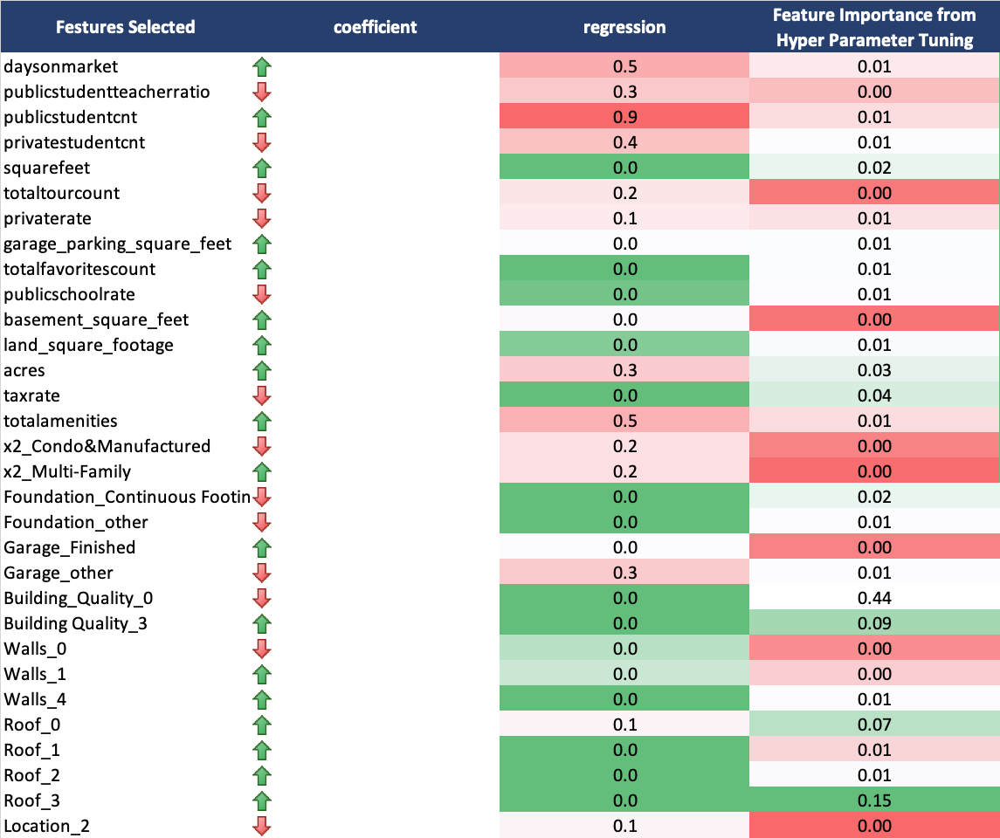 Festures Selected coefficient regression Feature Importance from
Hyper Parameter Tuning
daysonmarket 0.5 0.01
publicstudentteacherratio 0.3 0.00
publicstudentcnt 0.9 0.01
privatestudentcnt 0.4 0.01
squarefeet 0.0 0.02
totaltourcount 0.2 0.00
privaterate 0.1 0.01
garage_parking_square_feet 0.0 0.01
totalfavoritescount 0.0 0.01
publicschoolrate 0.0 0.01
basement_square_feet 0.0 0.00
land_square_footage 0.0 0.01
acres 0.3 0.03
taxrate 0.0 0.04
totalamenities 0.5 0.01
x2_Condo&Manufactured 0.2 0.00
x2_Multi-Family 0.2 0.00
Foundation_Continuous Footin 0.0 0.02
Foundation_other 0.0 0.01
Garage_Finished 0.0 0.00
Garage_other 0.3 0.01
Building_Quality_0 0.0 0.44
Building Quality_3 0.0 0.09
Walls_0 0.0 0.00
Walls_1 0.0 0.00
Walls_4 0.0 0.01
Roof_0 0.1 0.07
Roof_1 0.0 0.01
Roof_2 0.0 0.01
Roof_3 0.0 0.15
Location_2 0.1 0.00